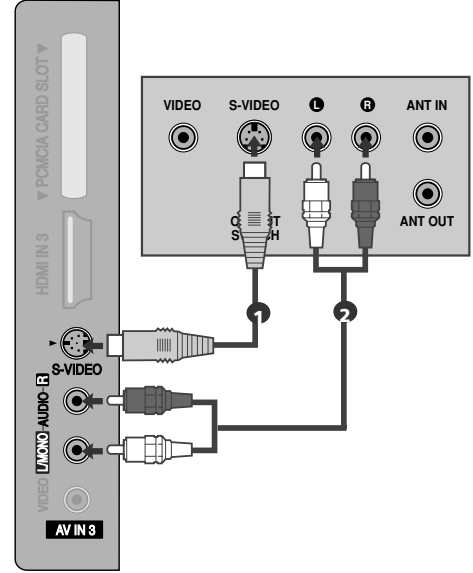 ▼ PCMCIA CARD SLOT ▼
HDMI IN 3
S-VIDEO
VIDEO L/MONO AUDIO R
AV IN 3
VIDEO S-VIDEO L R ANT IN
ANT OUT
1
2